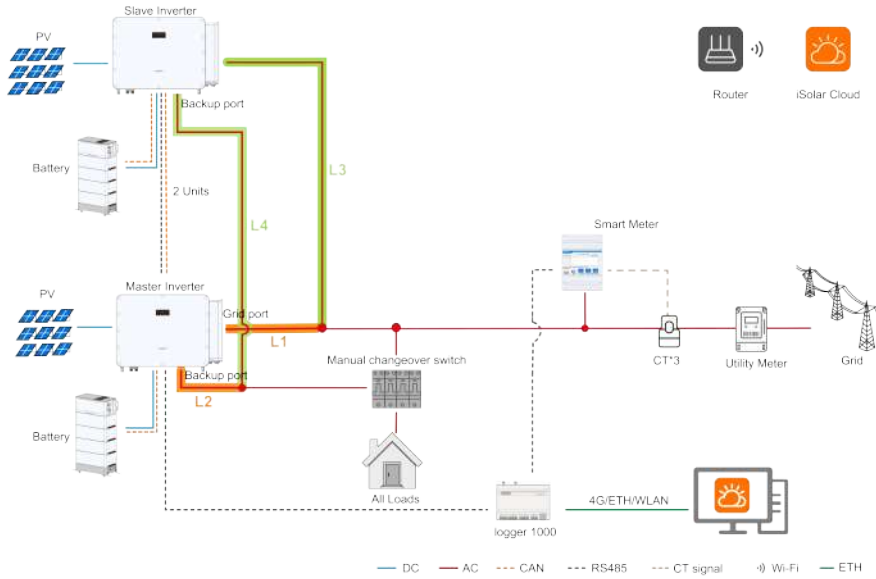 Slave Inverter
PV
Backup port
Router
iSolar Cloud
Battery
L3
2 Units
L4
Smart Meter
Master Inverter
PV
Grid port
L1
Manual changeover switch
CT*3
Utility Meter
Grid
Backup port
L2
Battery
All Loads
4G/ETH/WLAN
logger 1000
DC
AC
CAN
RS485
CT signal
Wi-Fi
ETH